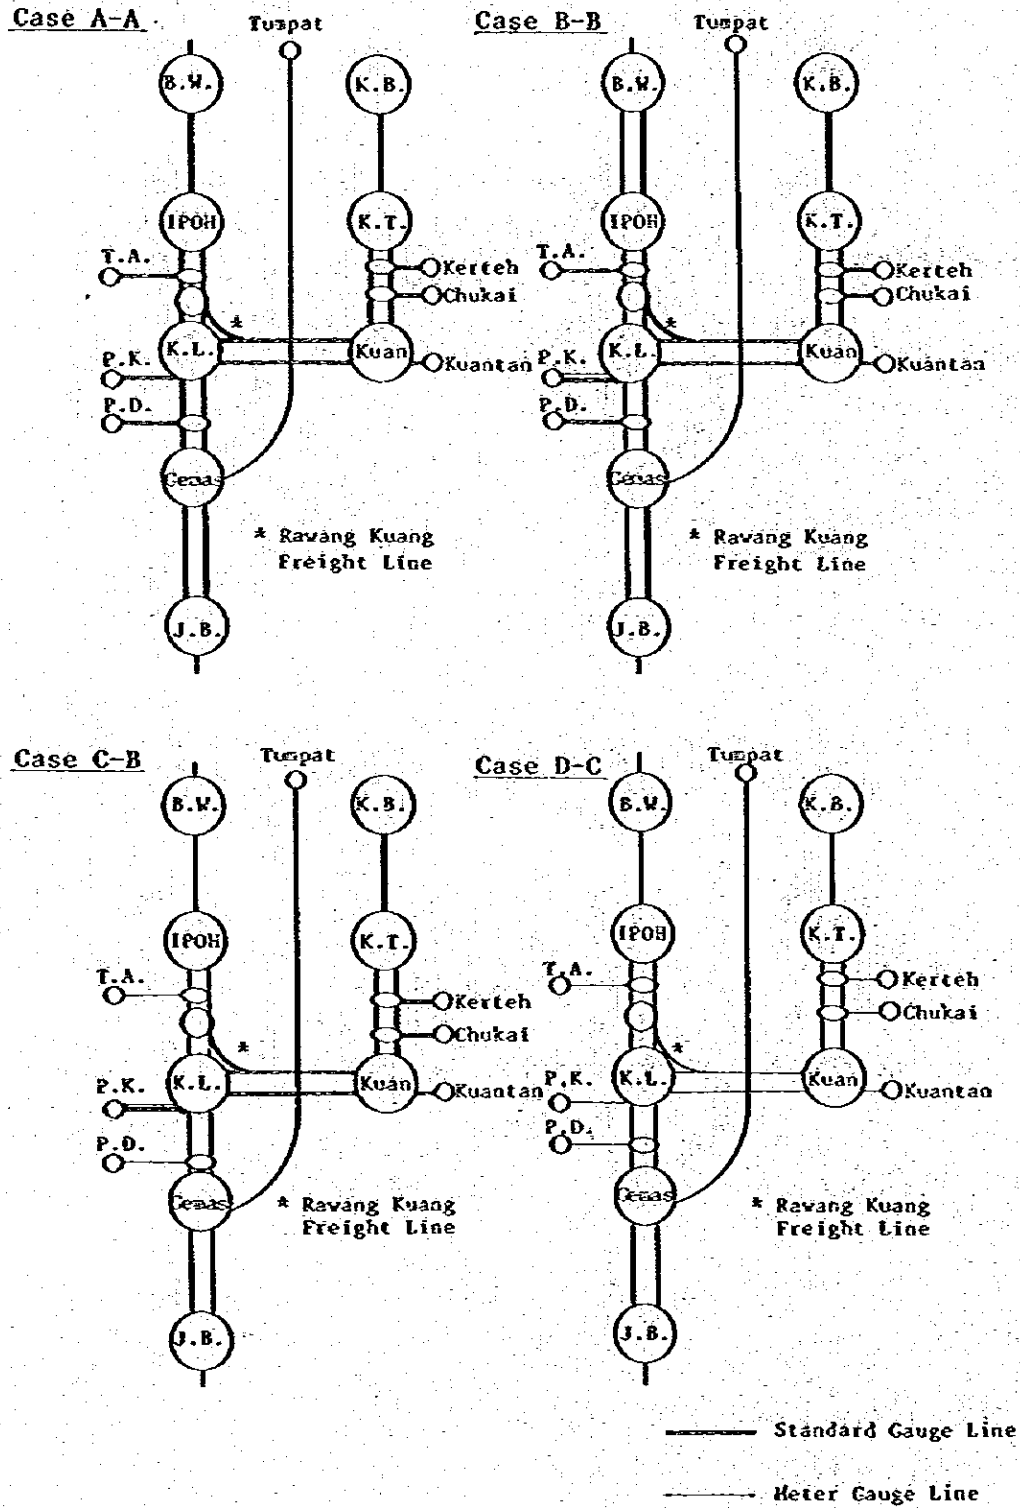 Case A-A
Tumpat
B.W.
K.B.
IPOH
K.T.
T.A.
Kerteh
Chukai
*
K.L.
Kuan
P.K.
Kuantan
P.D.
Gemas
* Rawang Kuang
Freight Line
J.B.
Case B-B
Tumpat
B.W.
K.B.
IPOH
K.T.
T.A.
Kerteh
Chukai
*
K.L.
Kuan
P.K.
Kuantan
P.D.
Gemas
* Rawang Kuang
Freight Line
J.B.
Case C-B
Tumpat
B.W.
K.B.
IPOH
K.T.
T.A.
Kerteh
Chukai
*
K.L.
Kuan
P.K.
Kuantan
P.D.
Gemas
* Rawang Kuang
Freight Line
J.B.
Case D-C
Tumpat
B.W.
K.B.
IPOH
K.T.
T.A.
Kerteh
Chukai
*
K.L.
Kuan
P.K.
Kuantan
P.D.
Gemas
* Rawang Kuang
Freight Line
J.B.
Standard Gauge Line
Meter Gauge Line